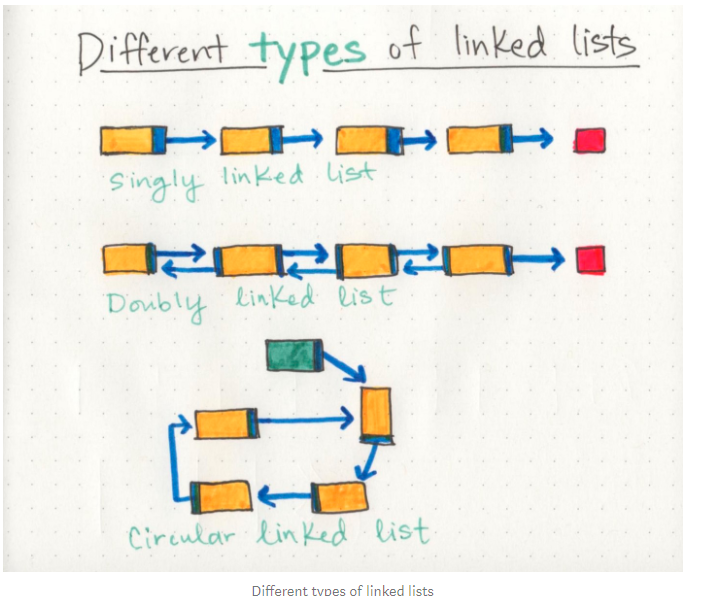 Different types of linked lists
Singly linked list
Doubly linked list
Circular linked list.
Different types of linked lists